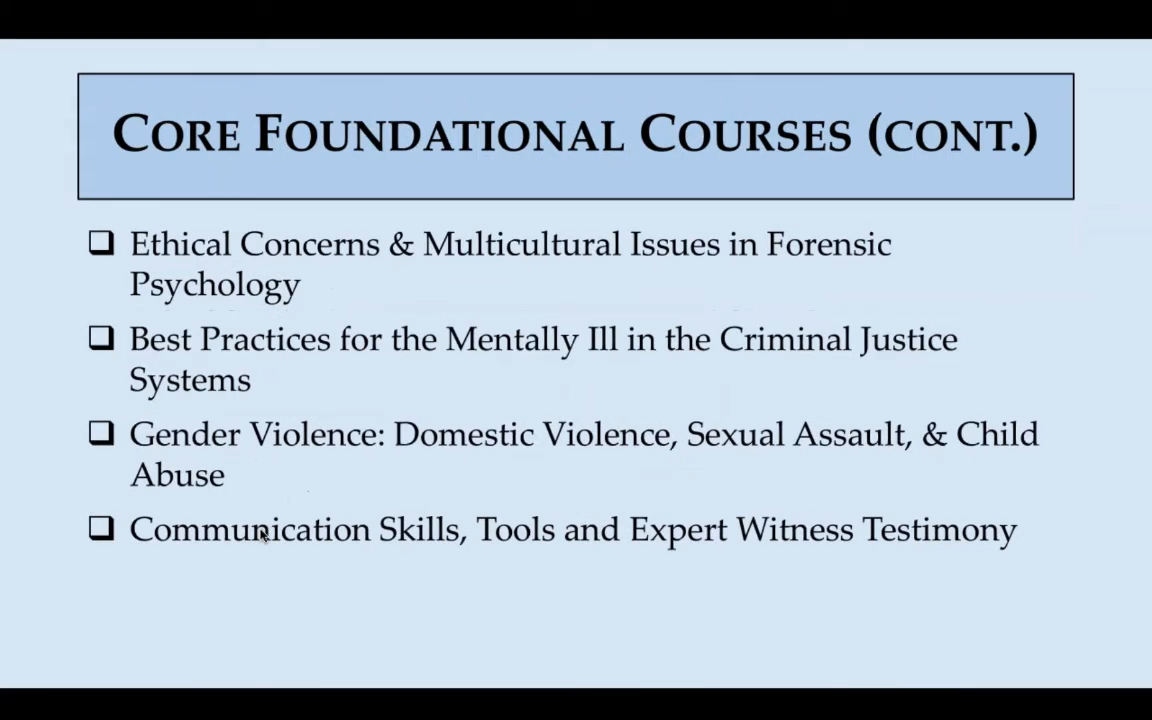 CORE FOUNDATIONAL COURSES (CONT.)
Ethical Concerns & Multicultural Issues in Forensic
Psychology
Best Practices for the Mentally Ill in the Criminal Justice
Systems
Gender Violence: Domestic Violence, Sexual Assault, & Child
Abuse
Communication Skills, Tools and Expert Witness Testimony